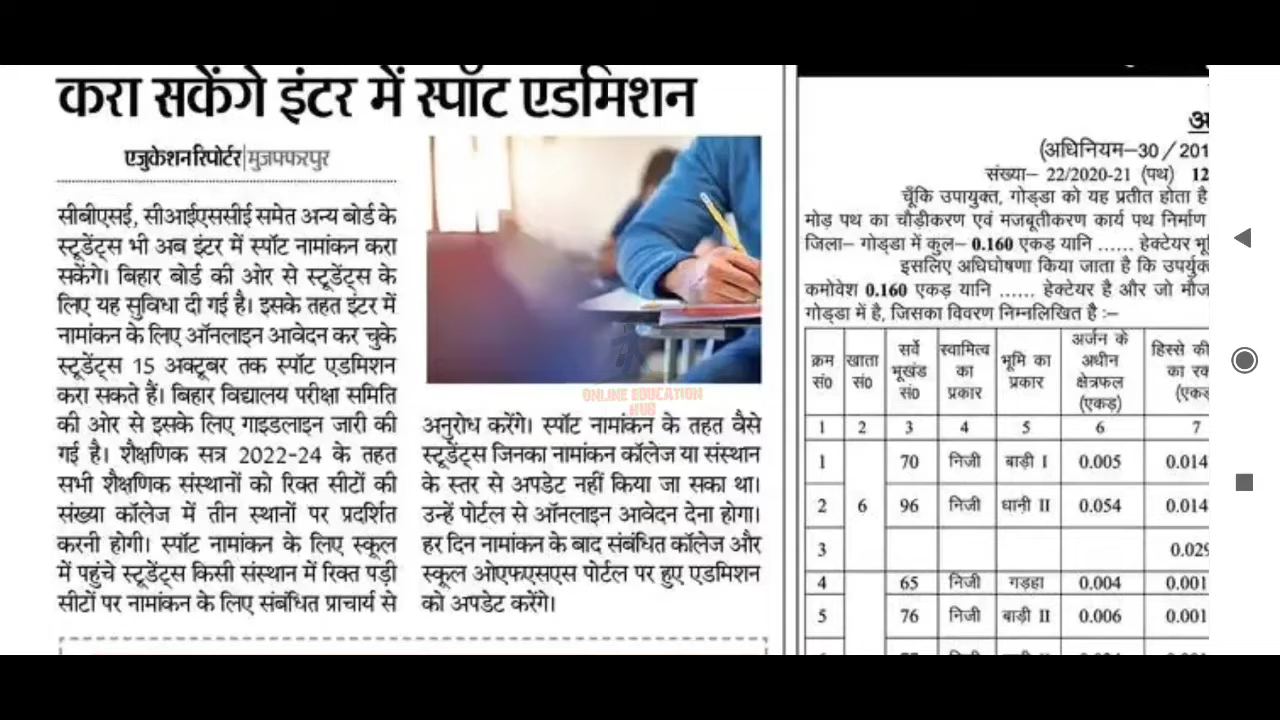 करा सकेंगे इंटर में स्पॉट एडमिशन
एजुकेशन रिपोर्टर|मुजफ्फरपुर
सीबीएसई, सीआईएससीई समेत अन्य बोर्ड के
स्टूडेंट्स भी अब इंटर में स्पॉट नामांकन करा
सकेंगे। बिहार बोर्ड की ओर से स्टूडेंट्स के
लिए यह सुविधा दी गई है। इसके तहत इंटर में
नामांकन के लिए ऑनलाइन आवेदन कर चुके
स्टूडेंट्स 15 अक्टूबर तक स्पॉट एडमिशन
करा सकते हैं। बिहार विद्यालय परीक्षा समिति
की ओर से इसके लिए गाइडलाइन जारी की
गई है। शैक्षणिक सत्र 2022-24 के तहत
सभी शैक्षणिक संस्थानों को रिक्त सीटों की
संख्या कॉलेज में तीन स्थानों पर प्रदर्शित
करनी होगी। स्पॉट नामांकन के लिए स्कूल
में पहुंचे स्टूडेंट्स किसी संस्थान में रिक्त पड़ी
सीटों पर नामांकन के लिए संबंधित प्राचार्य से
ONLINE EDUCATION
HUB
अनुरोध करेंगे। स्पॉट नामांकन के तहत वैसे
स्टूडेंट्स जिनका नामांकन कॉलेज या संस्थान
के स्तर से अपडेट नहीं किया जा सका था।
उन्हें पोर्टल से ऑनलाइन आवेदन देना होगा।
हर दिन नामांकन के बाद संबंधित कॉलेज और
स्कूल ओएफएसएस पोर्टल पर हुए एडमिशन
को अपडेट करेंगे।
अ
(अधिनियम–30 / 201
संख्या– 22/2020-21 (पथ) 12
चूँकि उपायुक्त, गोड्डा को यह प्रतीत होता है
मोड़ पथ का चौड़ीकरण एवं मजबूतीकरण कार्य पथ निर्माण
जिला– गोड्डा में कुल– 0.160 एकड़ यानि ...... हेक्टेयर भू
इसलिए अधिघोषणा किया जाता है कि उपर्युक
कमोवेश 0.160 एकड़ यानि ...... हेक्टेयर है और जो मौज
गोड्डा में है, जिसका विवरण निम्नलिखित है :–
क्रम सं0 खाता सं0 सर्वे भूखंड सं0 स्वामित्व का प्रकार भूमि का प्रकार अर्जन के अधीन क्षेत्रफल (एकड़) हिस्से की का रक (एकड़
1 2 3 4 5 6 7
1 70 निजी बाड़ी I 0.005 0.014
2 6 96 निजी धानी II 0.054 0.014
3 0.029
4 65 निजी गड़हा 0.004 0.001
5 76 निजी बाड़ी II 0.006 0.001